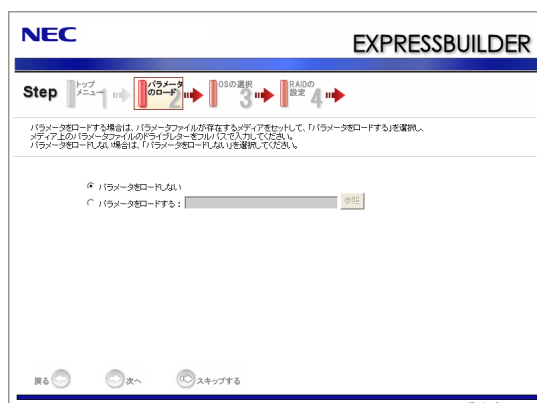 NEC
EXPRESSBUILDER
Step
トップ
メニュー 1
パラメータ
のロード 2
OSの選択
3
RAIDの
設定 4
パラメータをロードする場合は、パラメータファイルが存在するメディアをセットして、「パラメータをロードする」を選択し、
メディア上のパラメータファイルのドライブレターをフルパスで入力してください。
パラメータをロードしない場合は、「パラメータをロードしない」を選択してください。
パラメータをロードしない
パラメータをロードする：
参照
戻る
次へ
スキップする